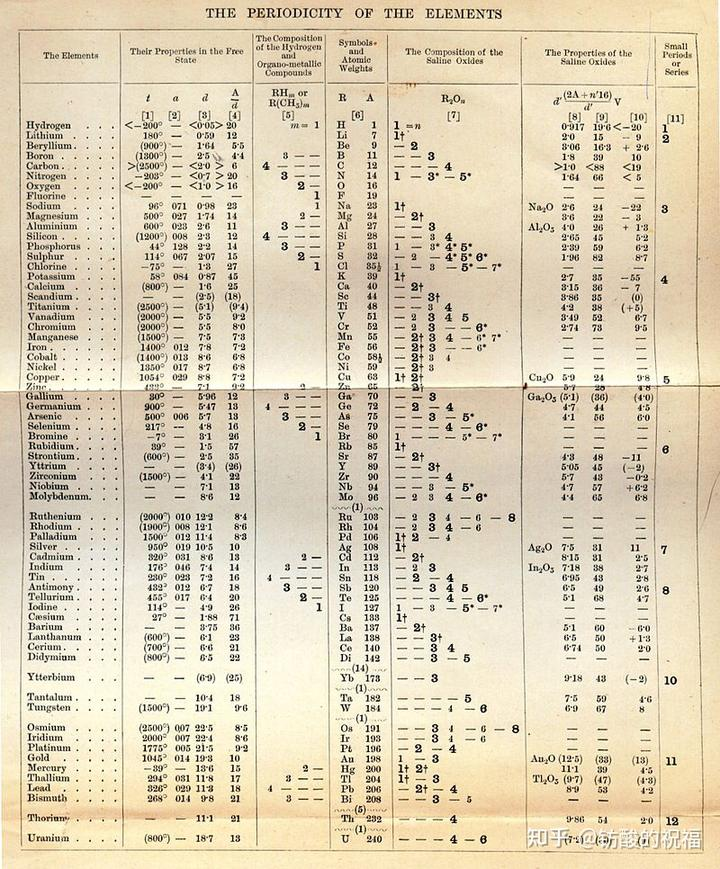 THE PERIODICITY OF THE ELEMENTS
The Elements
Their Properties in the Free State
The Composition of the Hydrogen and Organo-metallic Compounds
Symbols and Atomic Weights
The Composition of the Saline Oxides
The Properties of the Saline Oxides
Small Periods or Series
t a d A/d RHm or R(CH3)m R A R2On d' (2A+n'16)/d' V
[1] [2] [3] [4] [5] [6] [7] [8] [9] [10] [11]
Hydrogen <−200° — <0·05> 20 m = 1 H 1 1 = n 0·917 19·6 <−20 1
Lithium 180° — 0·59 12 Li 7 1† 2·0 15 −9 2
Beryllium (900°) — 1·64 5·5 Be 9 — 2 3·06 16·3 + 2·6
Boron (1300°) — 2·5 4·4 3 — — B 11 — — 3 1·8 39 10
Carbon >(2500°) — <2·0 > 6 4 — — — C 12 — — — 4 >1·0 <88 <19
Nitrogen −203° — <0·7 > 20 3 — — N 14 1 — 3* — 5* 1·64 66 < 5
Oxygen <−200° — <1·0 > 16 2 — O 16 — — —
Fluorine — — — 1 F 19 — — —
Sodium 96° 071 0·98 23 1 Na 23 1† Na2O 2·6 24 −22 3
Magnesium 500° 027 1·74 14 2 — Mg 24 — 2† 3·6 22 −3
Aluminium 600° 023 2·6 11 3 — — Al 27 — — 3 Al2O3 4·0 26 + 1·3
Silicon (1200°) 008 2·3 12 4 — — — Si 28 — — 3 4 2·65 45 5·2
Phosphorus 44° 128 2·2 14 3 — — P 31 1 — 3* 4* 5* 2·39 59 6·2
Sulphur 114° 067 2·07 15 2 — S 32 — 2 — 4* 5* 6* 1·96 82 8·7
Chlorine −75° — 1·3 27 1 Cl 35½ 1 — 3 — 5* — 7* — — —
Potassium 58° 084 0·87 45 K 39 1† 2·7 35 −55 4
Calcium (800°) — 1·6 25 Ca 40 — 2† 3·15 36 −7
Scandium — — (2·5) (18) Sc 44 — — 3† 3·86 35 (0)
Titanium (2500°) — (5·1) (9·4) Ti 48 — — 3 4 4·2 38 (+5)
Vanadium (2000°) — 5·5 9·2 V 51 — 2 3 4 5 3·49 52 6·7
Chromium (2000°) — 5·5 8·0 Cr 52 — 2 3 — — 6* 2·74 73 9·5
Manganese (1500°) — 7·5 7·3 Mn 55 — 2† 3 4 — 6* 7* — — —
Iron 1400° 012 7·8 7·2 Fe 56 — 2† 3 — — 6* — — —
Cobalt (1400°) 013 8·6 6·8 Co 58½ — 2† 3 4 — — —
Nickel 1350° 017 8·7 6·8 Ni 59 — 2† 3 — — —
Copper 1054° 029 8·8 7·2 Cu 63 1† 2† Cu2O 5·9 24 9·8 5
Zinc 2 — Zn 65 — 2†
Gallium 30° — 5·96 12 3 — — Ga 70 — — 3 Ga2O3 (5·1) (36) (4·0)
Germanium 900° — 5·47 13 4 — — — Ge 72 — 2 — 4 4·7 44 4·5
Arsenic 500° 006 5·7 13 3 — — As 75 — — 3 — 5* 4·1 56 6·0
Selenium 217° — 4·8 16 2 — Se 79 — — — 4 — 6* — — —
Bromine −7° — 3·1 26 1 Br 80 1 — — — 5* — 7* — — —
Rubidium 39° — 1·5 57 Rb 85 1† — — — 6
Strontium (600°) — 2·5 35 Sr 87 — 2† 4·3 48 −11
Yttrium — — (3·4) (26) Y 89 — — 3† 5·05 45 (−2)
Zirconium (1500°) — 4·1 22 Zr 90 — — — 4 5·7 43 −0·2
Niobium — — 7·1 13 Nb 94 — — 3 — 5* 4·7 57 +6·2
Molybdenum — — 8·6 12 Mo 96 — 2 3 4 — 6* 4·4 65 6·8
(1)
Ruthenium (2000°) 010 12·2 8·4 Ru 103 — 2 3 4 — 6 — 8 — — —
Rhodium (1900°) 008 12·1 8·6 Rh 104 — 2 3 4 — 6 — — —
Palladium 1500° 012 11·4 8·3 Pd 106 1† 2 — 4 — — —
Silver 950° 019 10·5 10 Ag 108 1† Ag2O 7·5 31 11 7
Cadmium 320° 031 8·6 13 2 — Cd 112 — 2† 8·15 31 2·5
Indium 176° 046 7·4 14 3 — — In 113 — 2 3 In2O3 7·18 38 2·7
Tin 230° 023 7·2 16 4 — — — Sn 118 — 2 — 4 6·95 43 2·8
Antimony 432° 012 6·7 18 3 — — Sb 120 — — 3 4 5 6·5 49 2·6 8
Tellurium 455° 017 6·4 20 2 — Te 125 — — — 4 — 6* 5·1 68 4·7
Iodine 114° — 4·9 26 1 I 127 1 — 3 — 5* — 7* — — —
Cæsium 27° — 1·88 71 Cs 133 1† — — —
Barium — — 3·75 36 Ba 137 — 2† 5·1 60 −6·0
Lanthanum (600°) — 6·1 23 La 138 — — 3† 6·5 50 +1·3
Cerium (700°) — 6·6 21 Ce 140 — — 3 4 6·74 50 2·0
Didymium (800°) — 6·5 22 Di 142 — — 3 — 5 — — —
(14)
Ytterbium — — (6·9) (25) Yb 173 — — 3 9·18 43 (−2) 10
(1)
Tantalum — — 10·4 18 Ta 182 — — — — 5 7·5 59 4·6
Tungsten (1500°) — 19·1 9·6 W 184 — — — 4 — 6 6·9 67 8
(1)
Osmium (2500°) 007 22·5 8·5 Os 191 — — 3 4 — 6 — 8 — — —
Iridium 2000° 007 22·4 8·6 Ir 193 — — 3 4 — 6 — — —
Platinum 1775° 005 21·5 9·2 Pt 196 — 2 — 4 — — —
Gold 1045° 014 19·3 10 Au 198 1 — 3 Au2O (12·5) (33) (13) 11
Mercury −39° — 13·6 15 2 — Hg 200 1† 2† 11·1 39 4·5
Thallium 294° 031 11·8 17 3 — — Tl 204 1† — 3 Tl2O3 (9·7) (47) (4·3)
Lead 326° 029 11·3 18 4 — — — Pb 206 — 2† — 4 8·9 53 4·2
Bismuth 268° 014 9·8 21 3 — — Bi 208 — — 3 — 5 — — —
(5)
Thorium — — 11·1 21 Th 232 — — — 4 9·86 54 2·0 12
(1)
Uranium (800°) — 18·7 13 U 240 — — — 4 — 6
知乎 @钫酸的祝福